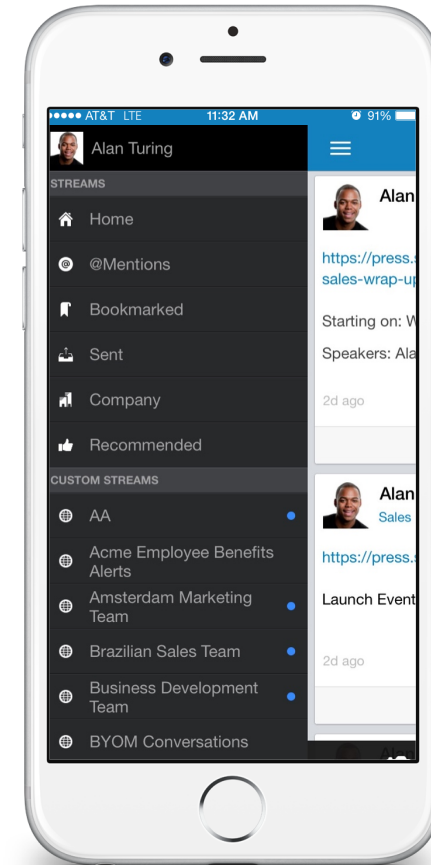 AT&T LTE 11:32 AM 91%
Alan Turing
STREAMS
Home
@Mentions
Bookmarked
Sent
Company
Recommended
CUSTOM STREAMS
AA
Acme Employee Benefits
Alerts
Amsterdam Marketing
Team
Brazilian Sales Team
Business Development
Team
BYOM Conversations
Alan
https://press.s
sales-wrap-up
Starting on: W
Speakers: Ala
2d ago
Alan
Sales
https://press.s
Launch Event
2d ago
Alan